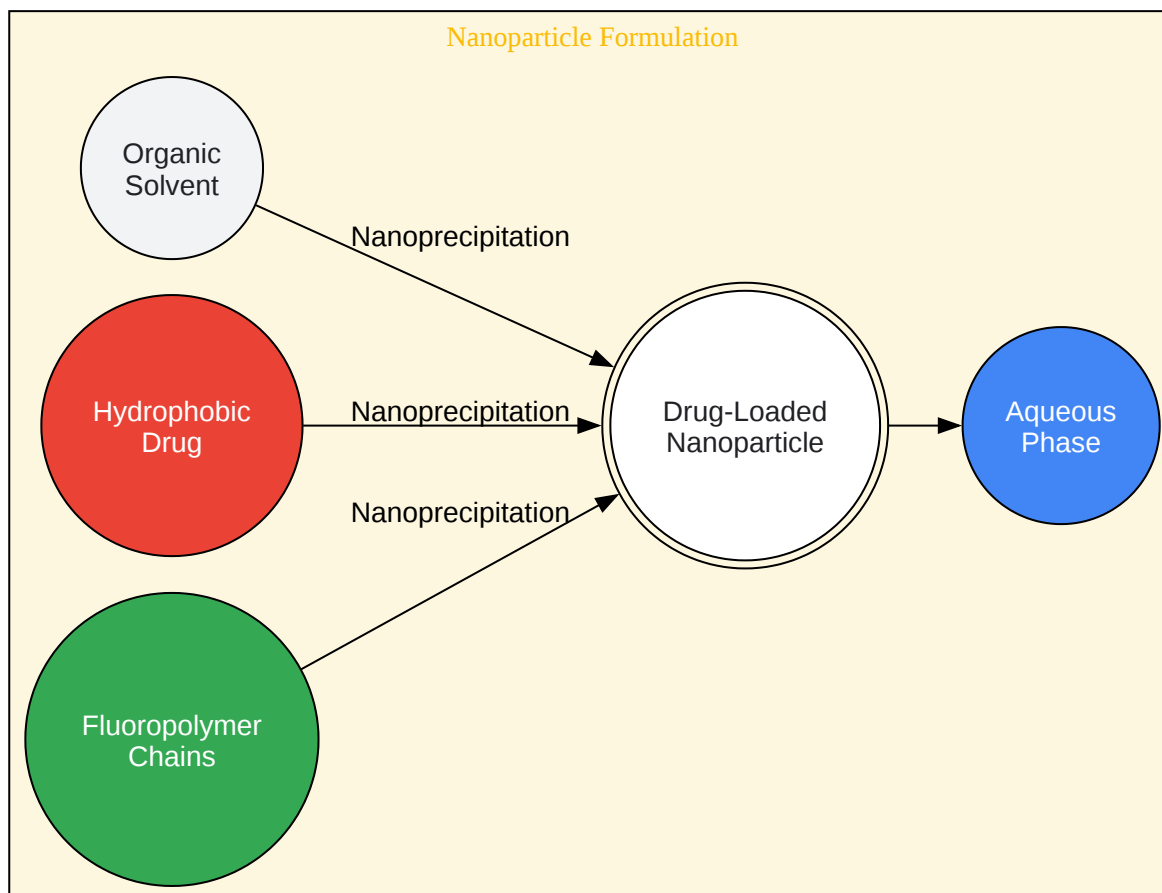 Nanoparticle Formulation
Organic
Solvent
Nanoprecipitation
Hydrophobic
Drug
Nanoprecipitation
Drug-Loaded
Nanoparticle
Aqueous
Phase
Nanoprecipitation
Fluoropolymer
Chains